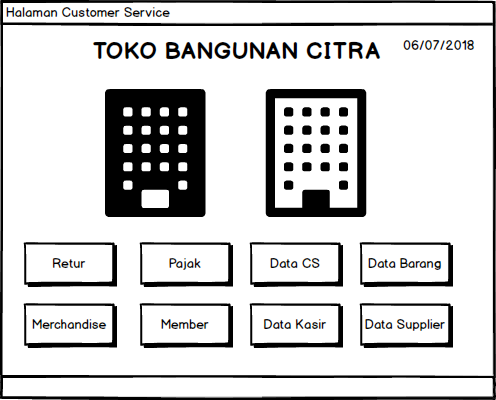 Halaman Customer Service
TOKO BANGUNAN CITRA
06/07/2018
Retur
Pajak
Data CS
Data Barang
Merchandise
Member
Data Kasir
Data Supplier